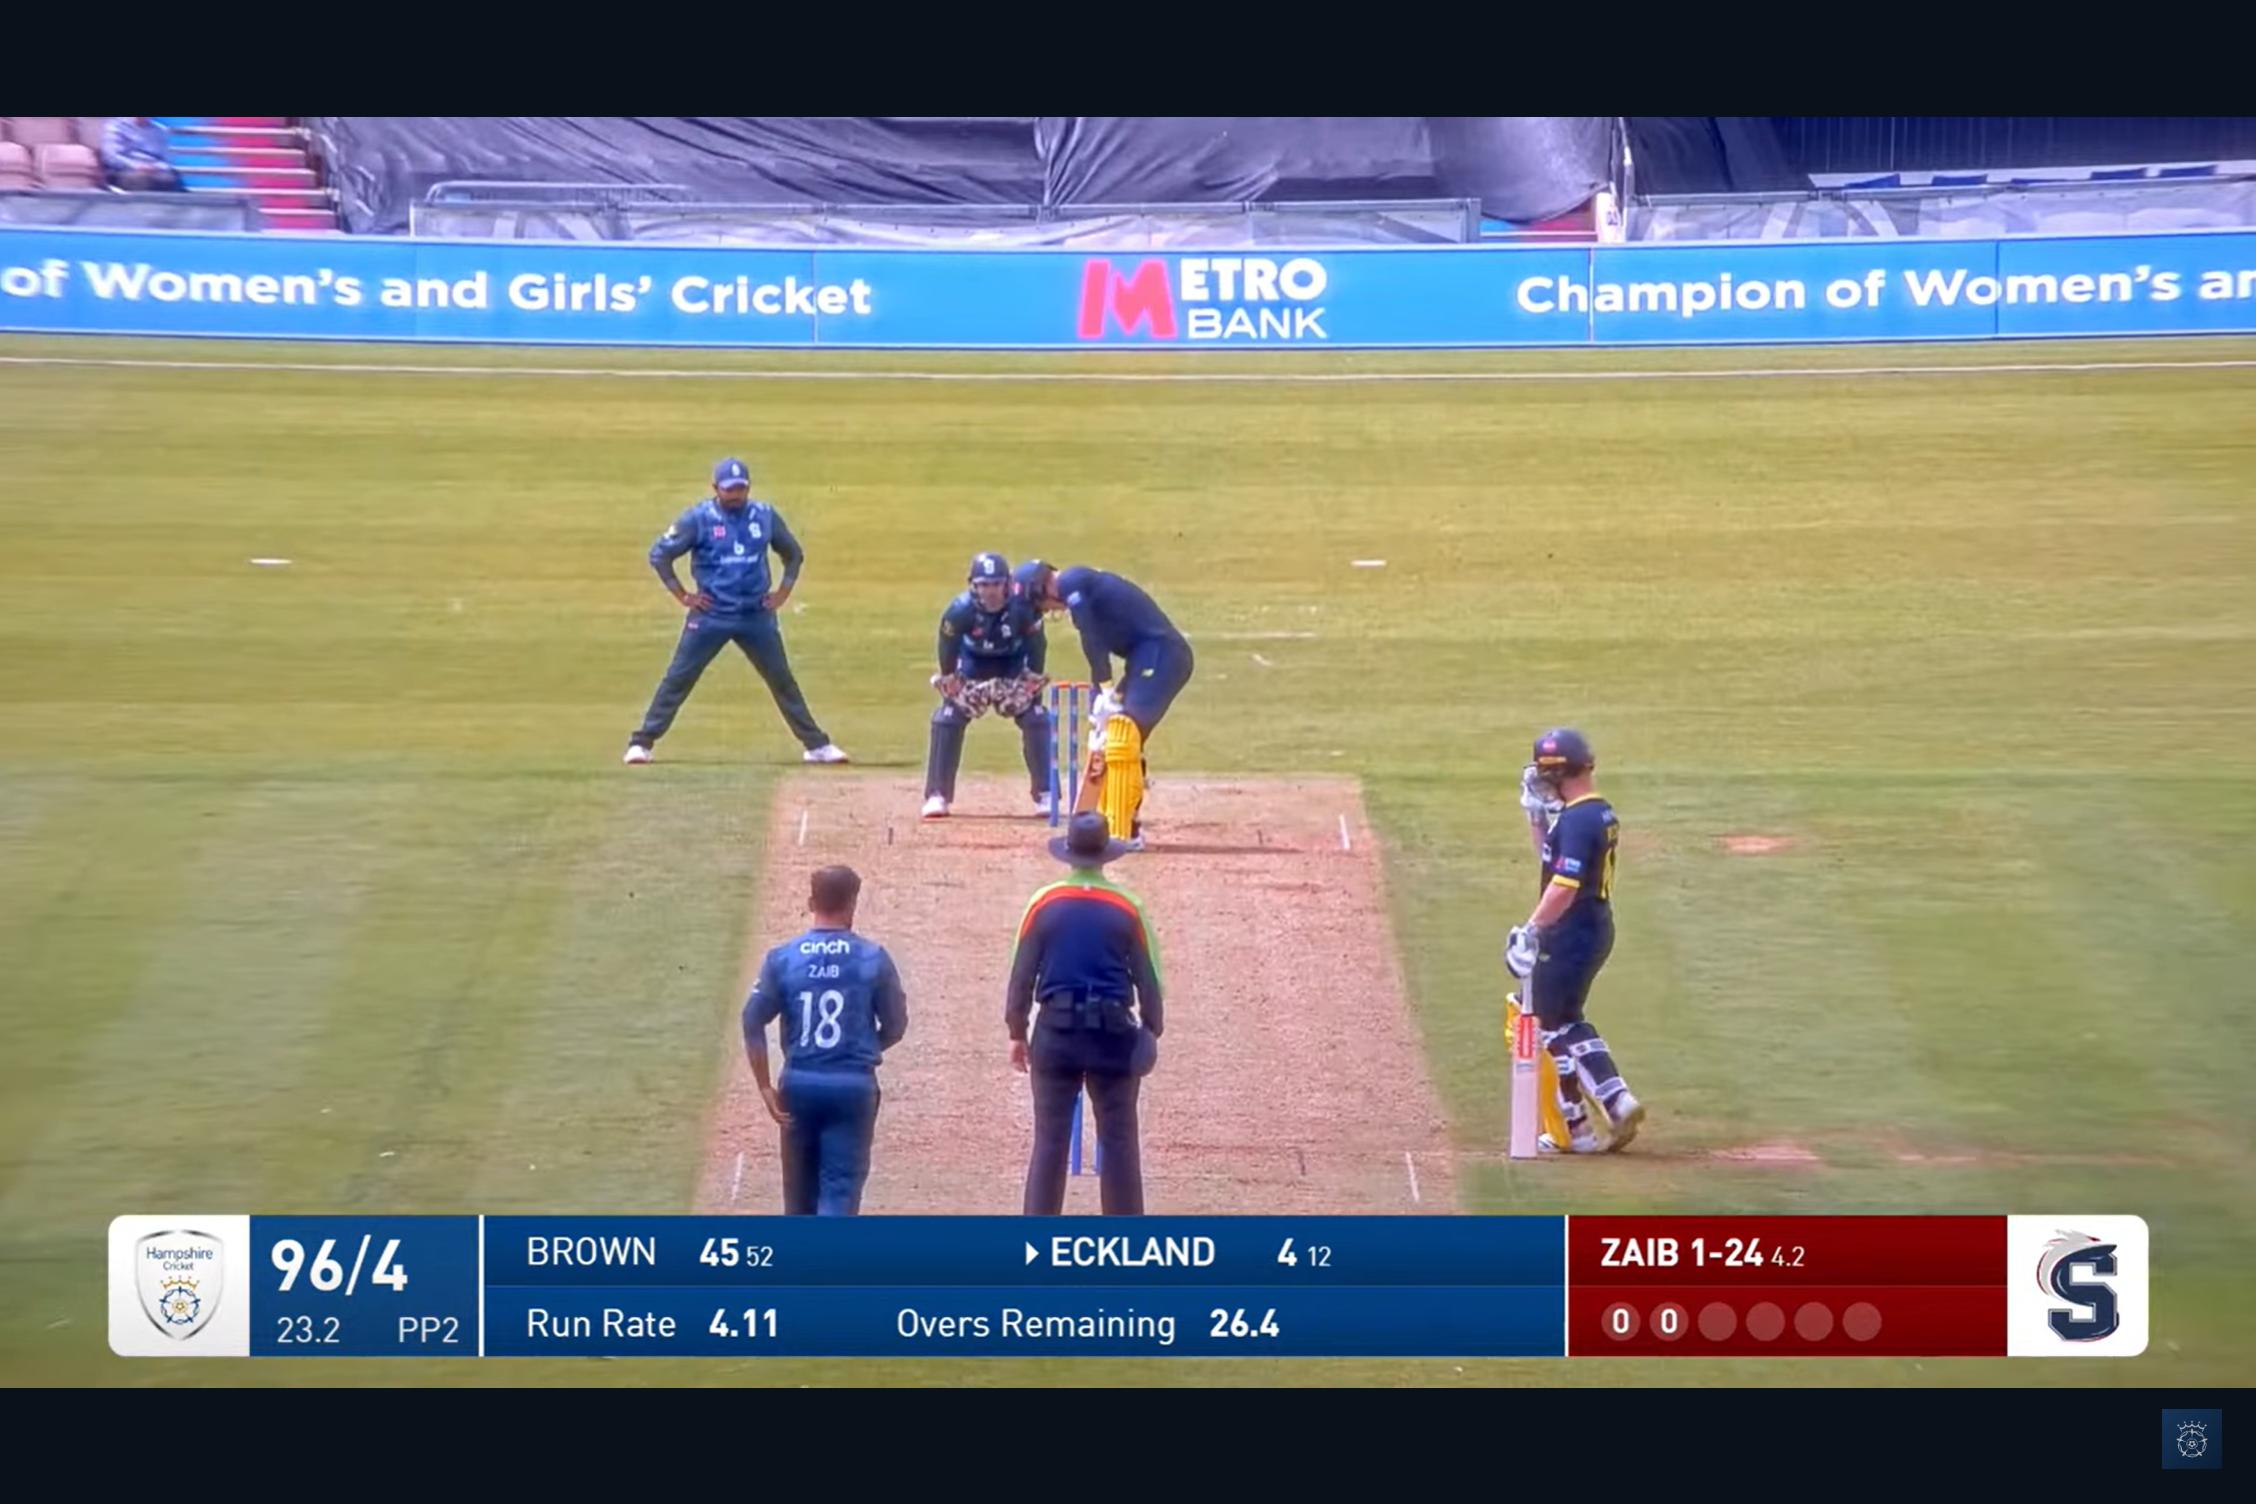 of Women's and Girls' Cricket
METRO
BANK
Champion of Women's an
cinch
ZAIB
18
Hampshire
Cricket
96/4
23.2 PP2
BROWN 45 52
ECKLAND 4 12
Run Rate 4.11 Overs Remaining 26.4
ZAIB 1-24 4.2
0 0
S